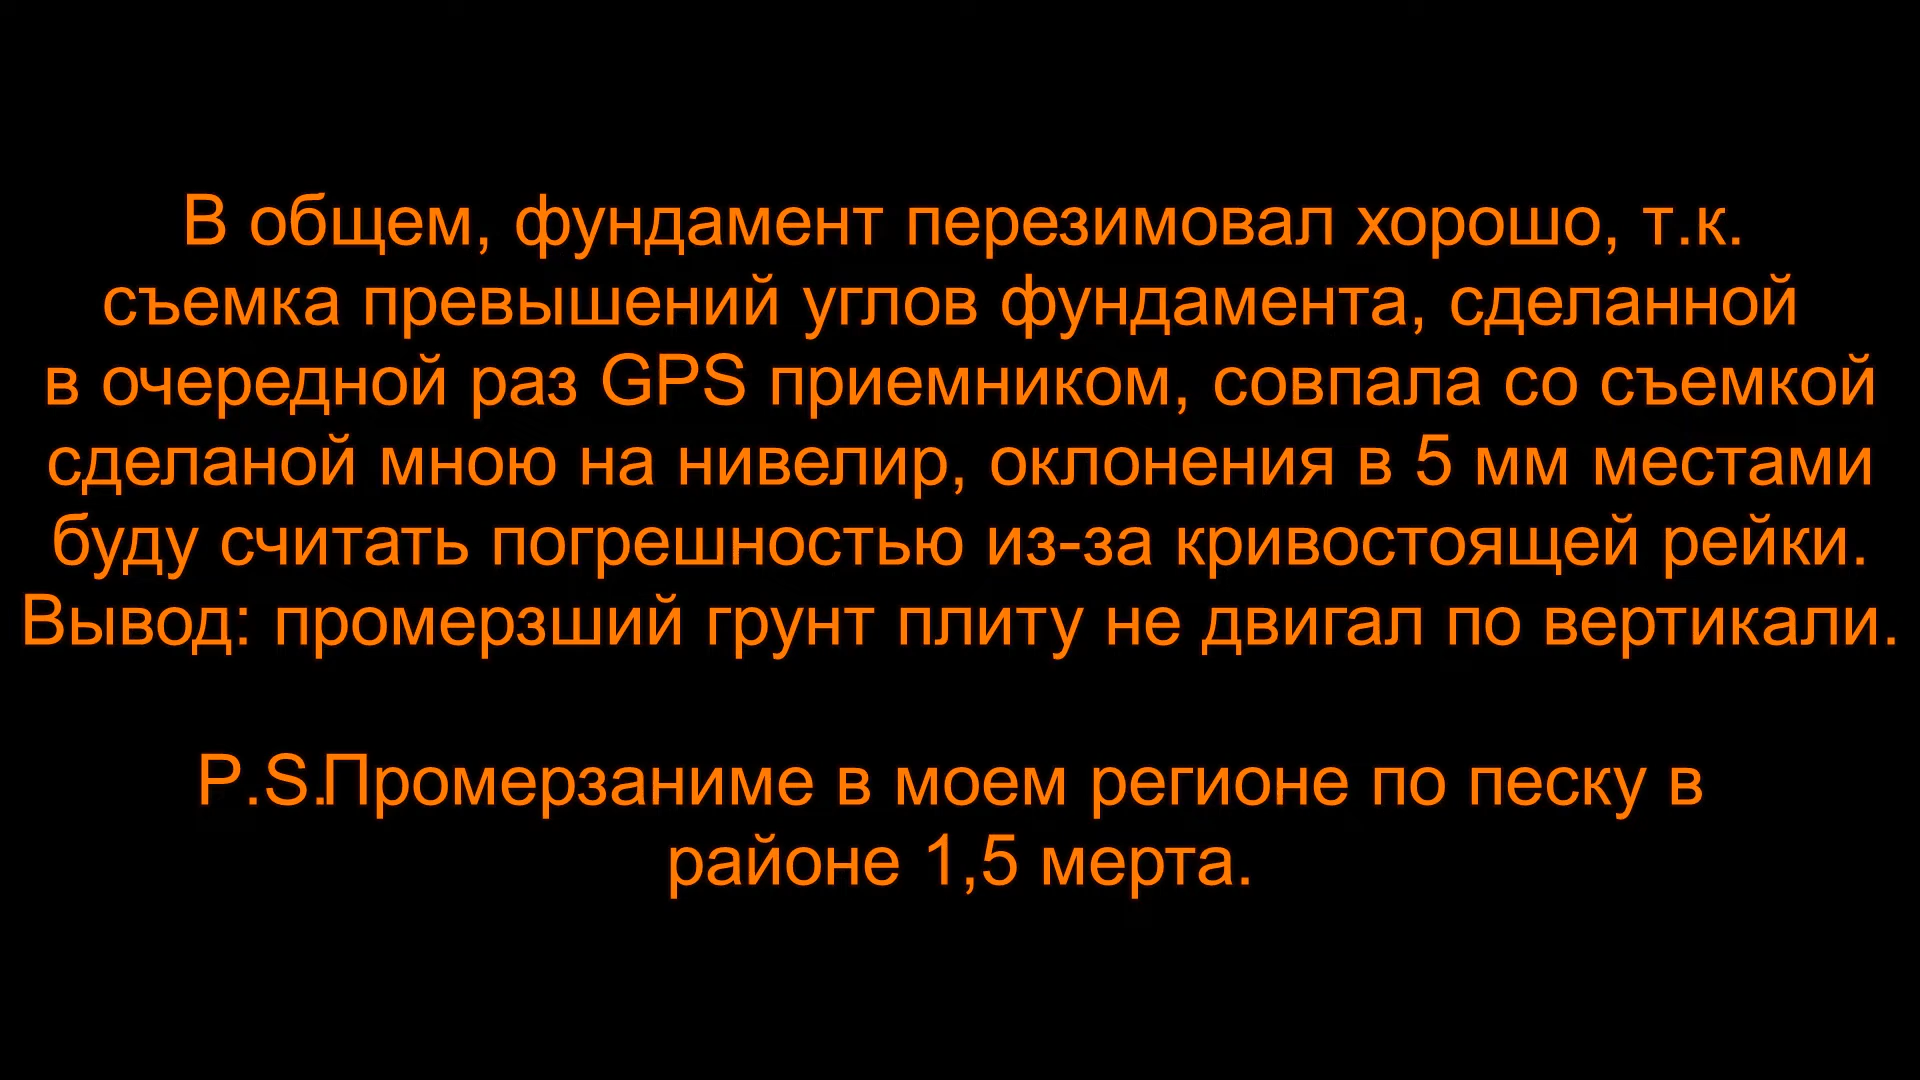 В общем, фундамент перезимовал хорошо, т.к.
съемка превышений углов фундамента, сделанной
в очередной раз GPS приемником, совпала со съемкой
сделаной мною на нивелир, оклонения в 5 мм местами
буду считать погрешностью из-за кривостоящей рейки.
Вывод: промерзший грунт плиту не двигал по вертикали.
P.S.Промерзаниме в моем регионе по песку в
районе 1,5 мерта.